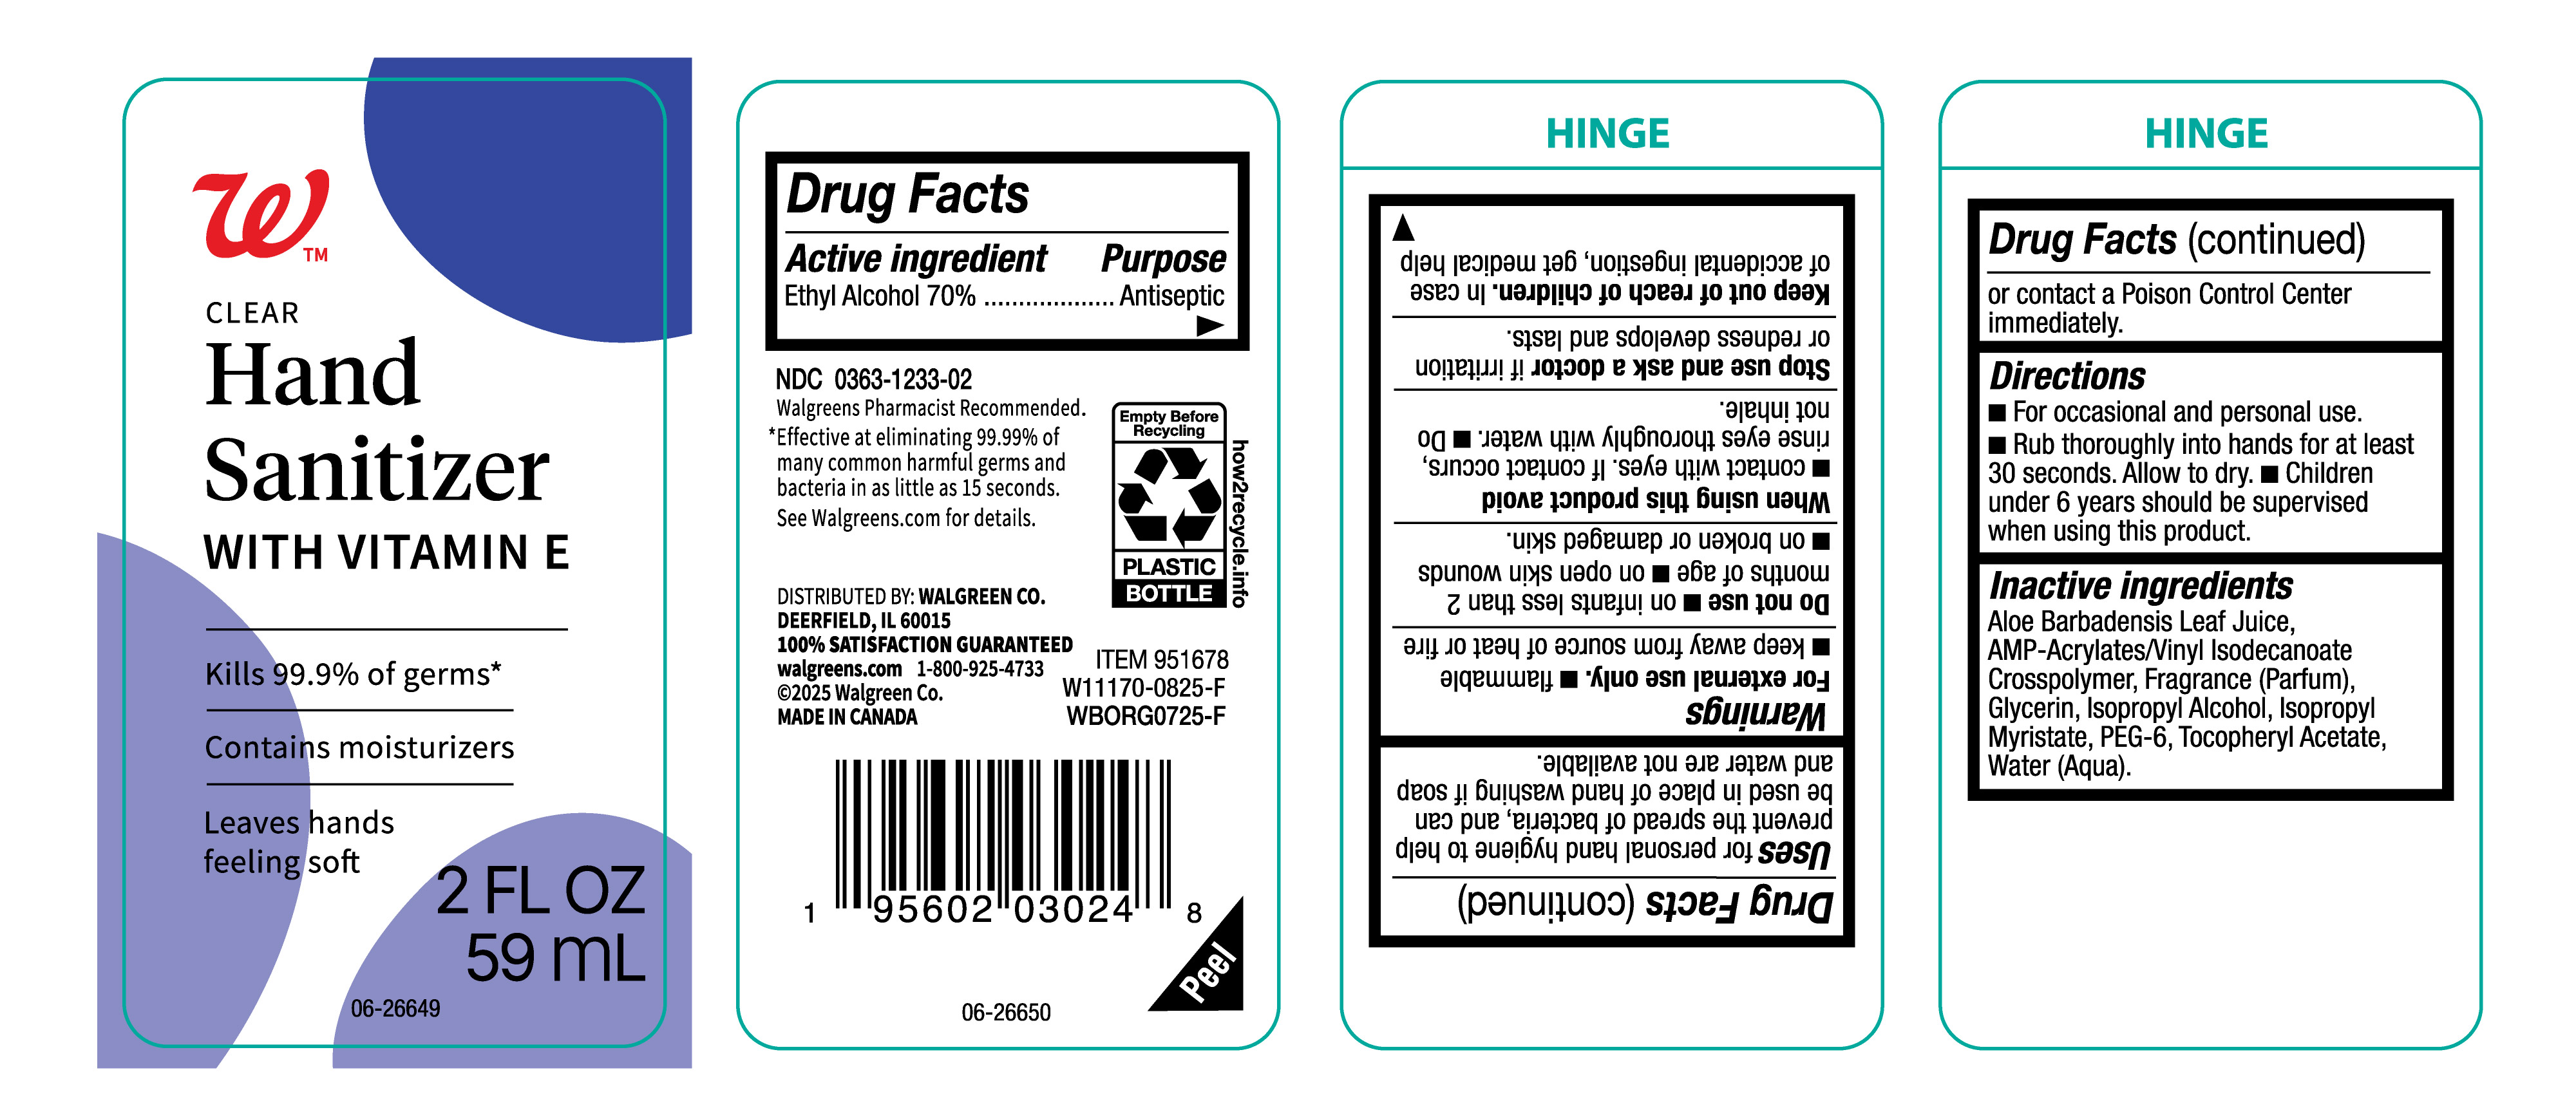 W™
CLEAR
Hand
Sanitizer
WITH VITAMIN E
Kills 99.9% of germs*
Contains moisturizers
Leaves hands
feeling soft
2 FL OZ
59 mL
06-26649
Drug Facts
Active ingredient Purpose
Ethyl Alcohol 70% ................... Antiseptic
NDC 0363-1233-02
Walgreens Pharmacist Recommended.
*Effective at eliminating 99.99% of
many common harmful germs and
bacteria in as little as 15 seconds.
See Walgreens.com for details.
Empty Before
Recycling
PLASTIC
BOTTLE
how2recycle.info
DISTRIBUTED BY: WALGREEN CO.
DEERFIELD, IL 60015
100% SATISFACTION GUARANTEED
walgreens.com 1-800-925-4733
©2025 Walgreen Co.
MADE IN CANADA
ITEM 951678
W11170-0825-F
WBORG0725-F
1 95602 03024 8
Peel
06-26650
HINGE
Drug Facts (continued)
Uses for personal hand hygiene to help
prevent the spread of bacteria, and can
be used in place of hand washing if soap
and water are not available.
Warnings
For external use only. ■ flammable
■ keep away from source of heat or fire
Do not use ■ on infants less than 2
months of age ■ on open skin wounds
■ on broken or damaged skin.
When using this product avoid
■ contact with eyes. If contact occurs,
rinse eyes thoroughly with water. ■ Do
not inhale.
Stop use and ask a doctor if irritation
or redness develops and lasts.
Keep out of reach of children. In case
of accidental ingestion, get medical help
HINGE
Drug Facts (continued)
or contact a Poison Control Center
immediately.
Directions
■ For occasional and personal use.
■ Rub thoroughly into hands for at least
30 seconds. Allow to dry. ■ Children
under 6 years should be supervised
when using this product.
Inactive ingredients
Aloe Barbadensis Leaf Juice,
AMP-Acrylates/Vinyl Isodecanoate
Crosspolymer, Fragrance (Parfum),
Glycerin, Isopropyl Alcohol, Isopropyl
Myristate, PEG-6, Tocopheryl Acetate,
Water (Aqua).